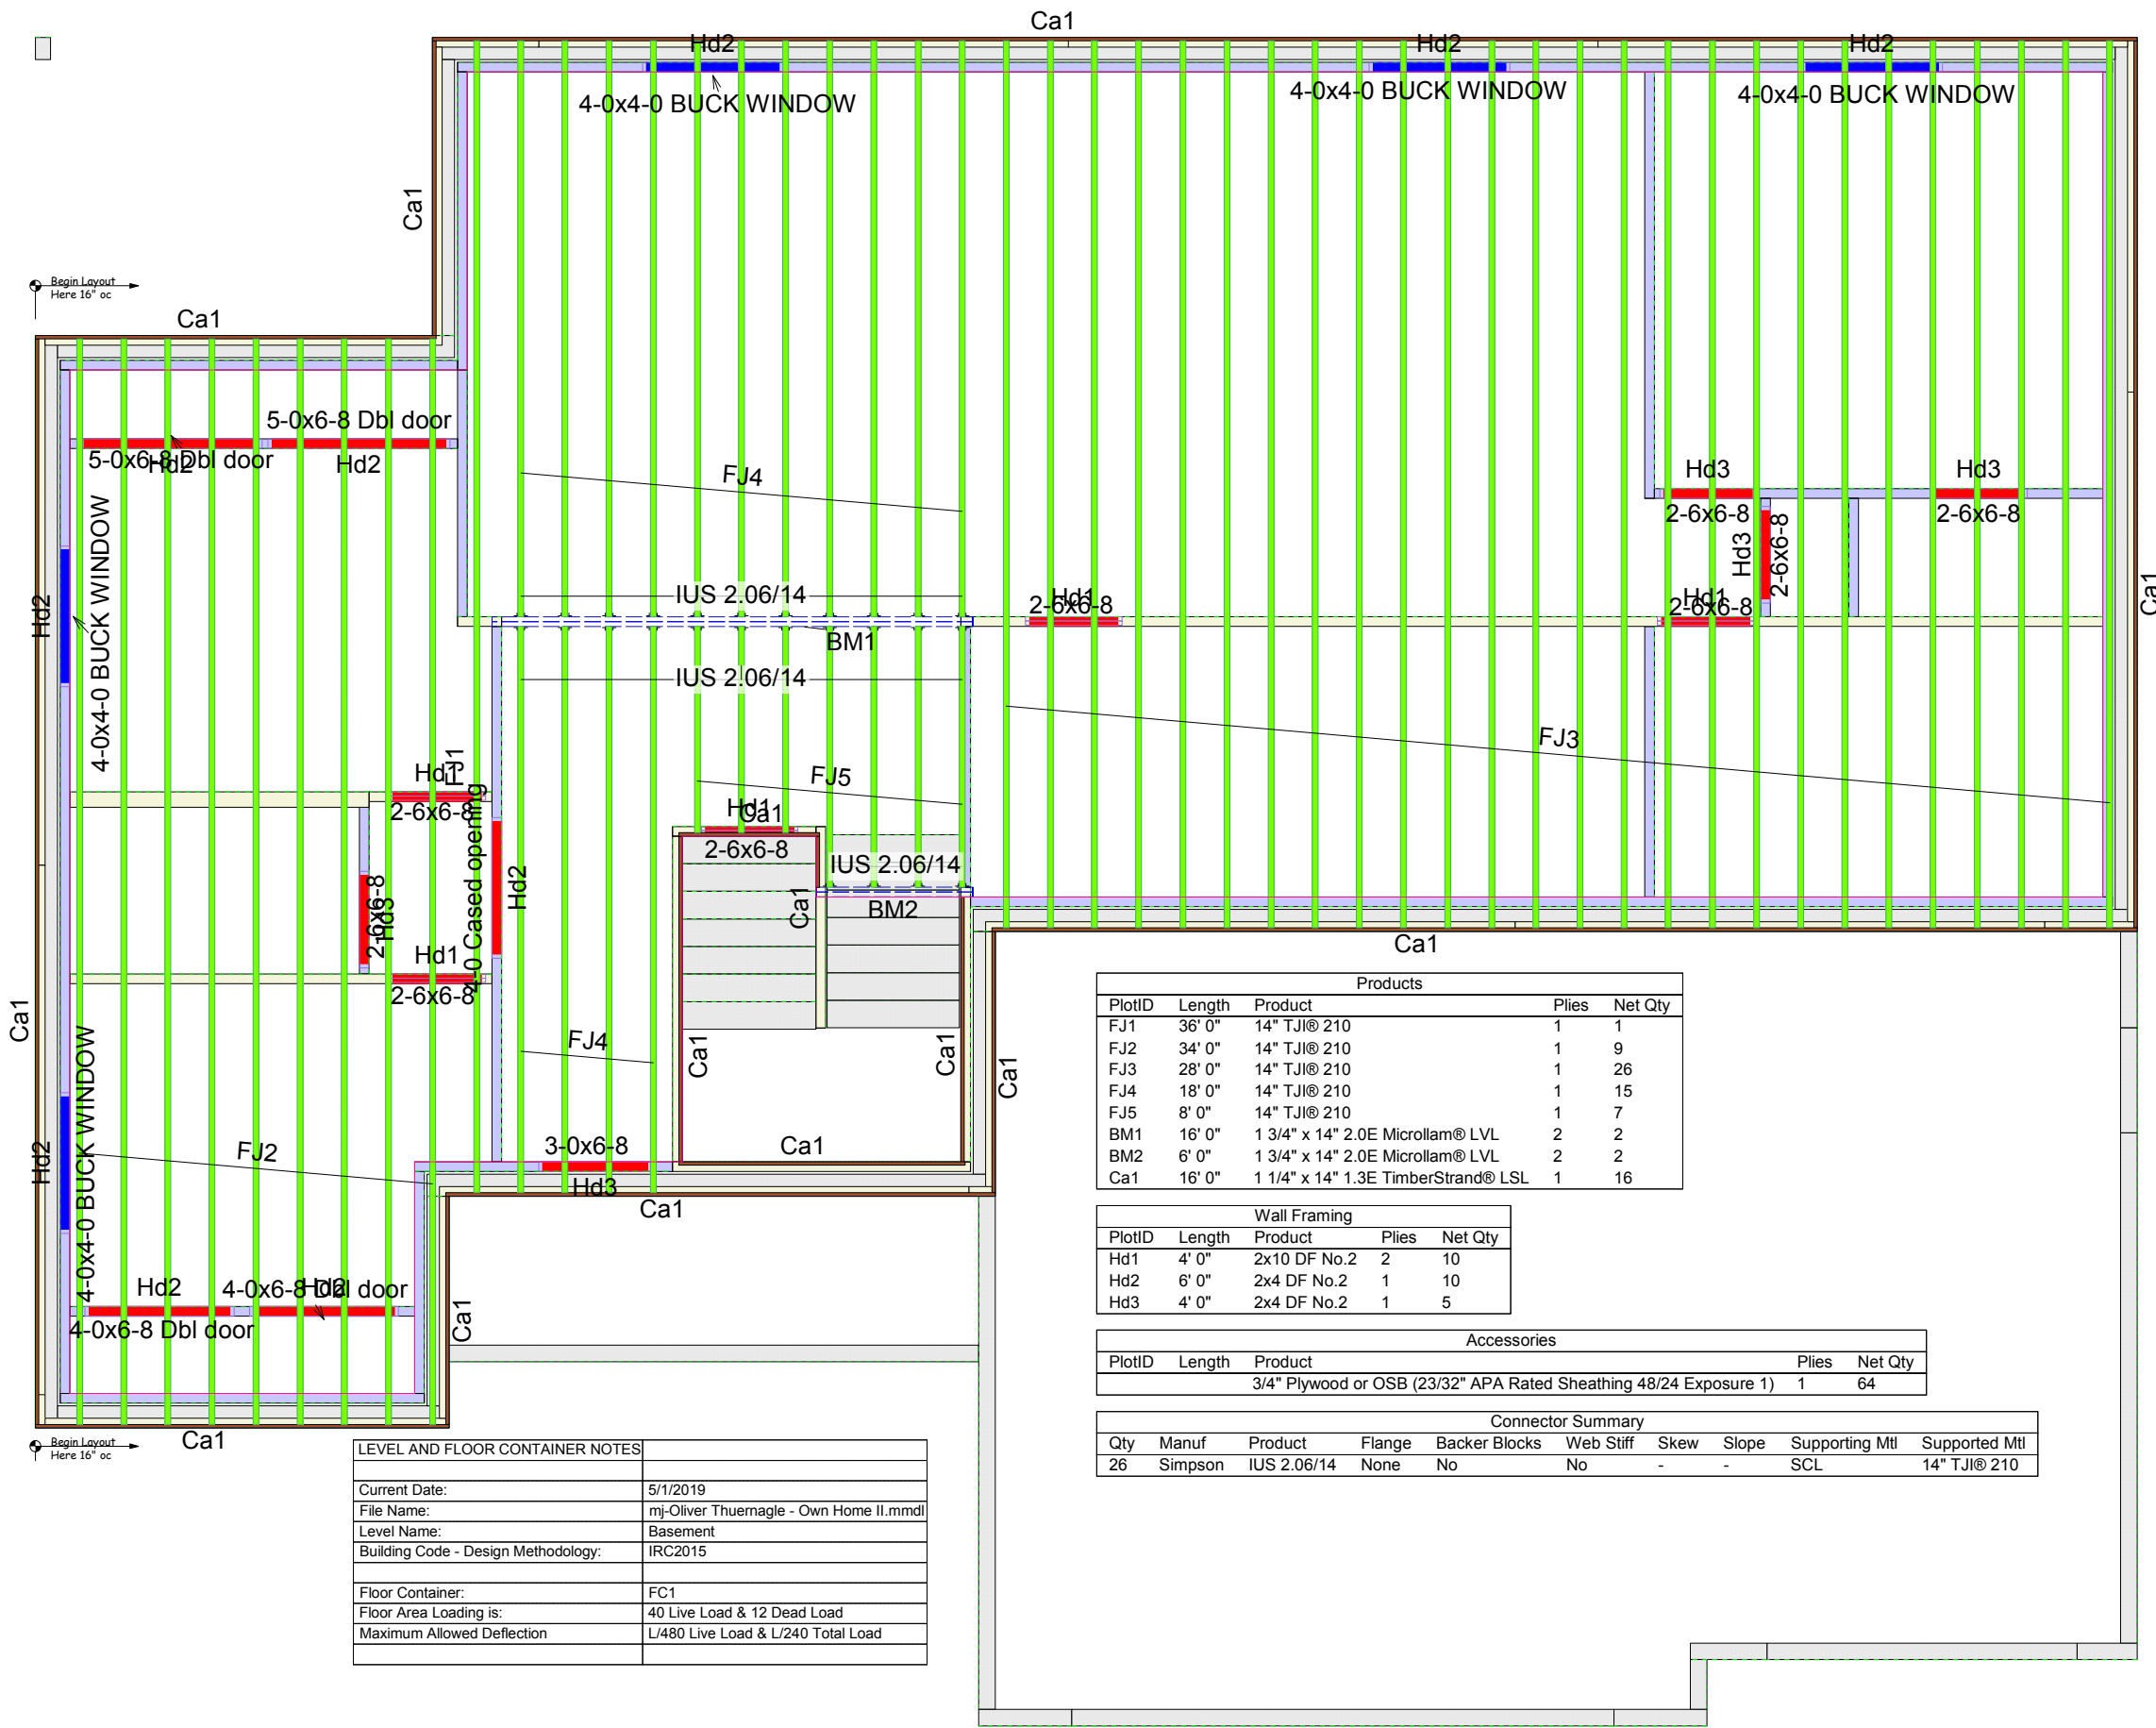 Ca1
Hd2
Hd2
Hd2
4-0x4-0 BUCK WINDOW
4-0x4-0 BUCK WINDOW
4-0x4-0 BUCK WINDOW
Ca1
Begin Layout
Here 16" oc
Ca1
5-0x6-8 Dbl door
5-0x6-8 Dbl door
Hd2
Hd2
FJ4
Hd3
Hd3
2-6x6-8
2-6x6-8
Hd3
2-6x6-8
4-0x4-0 BUCK WINDOW
Hd2
IUS 2.06/14
Hd1
2-6x6-8
Hd1
2-6x6-8
Ca1
BM1
IUS 2.06/14
FJ3
FJ1
Hd1
2-6x6-8
FJ5
Hd1
Ca1
2-6x6-8
IUS 2.06/14
4-0 Cased opening
Hd2
2-6x6-8
Hd3
Ca1
BM2
Ca1
Hd1
2-6x6-8
Ca1
FJ4
Ca1
Ca1
Ca1
4-0x4-0 BUCK WINDOW
Hd2
FJ2
3-0x6-8
Ca1
Hd3
Ca1
Hd2
4-0x6-8 Dbl door
Hd2
4-0x6-8 Dbl door
Ca1
Begin Layout
Here 16" oc
Ca1
Products
PlotID Length Product Plies Net Qty
FJ1 36' 0" 14" TJI® 210 1 1
FJ2 34' 0" 14" TJI® 210 1 9
FJ3 28' 0" 14" TJI® 210 1 26
FJ4 18' 0" 14" TJI® 210 1 15
FJ5 8' 0" 14" TJI® 210 1 7
BM1 16' 0" 1 3/4" x 14" 2.0E Microllam® LVL 2 2
BM2 6' 0" 1 3/4" x 14" 2.0E Microllam® LVL 2 2
Ca1 16' 0" 1 1/4" x 14" 1.3E TimberStrand® LSL 1 16
Wall Framing
PlotID Length Product Plies Net Qty
Hd1 4' 0" 2x10 DF No.2 2 10
Hd2 6' 0" 2x4 DF No.2 1 10
Hd3 4' 0" 2x4 DF No.2 1 5
Accessories
PlotID Length Product Plies Net Qty
3/4" Plywood or OSB (23/32" APA Rated Sheathing 48/24 Exposure 1) 1 64
Connector Summary
Qty Manuf Product Flange Backer Blocks Web Stiff Skew Slope Supporting Mtl Supported Mtl
26 Simpson IUS 2.06/14 None No No - - SCL 14" TJI® 210
LEVEL AND FLOOR CONTAINER NOTES
Current Date: 5/1/2019
File Name: mj-Oliver Thuernagle - Own Home II.mmdl
Level Name: Basement
Building Code - Design Methodology: IRC2015
Floor Container: FC1
Floor Area Loading is: 40 Live Load & 12 Dead Load
Maximum Allowed Deflection L/480 Live Load & L/240 Total Load